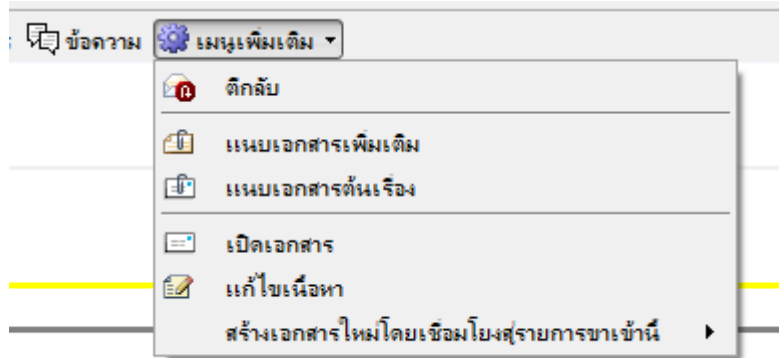 ข้อความ เมนูเพิ่มเติม
ตีกลับ
แนบเอกสารเพิ่มเติม
แนบเอกสารต้นเรื่อง
เปิดเอกสาร
แก้ไขเนื้อหา
สร้างเอกสารใหม่โดยเชื่อมโยงสู่รายการขาเข้านี้